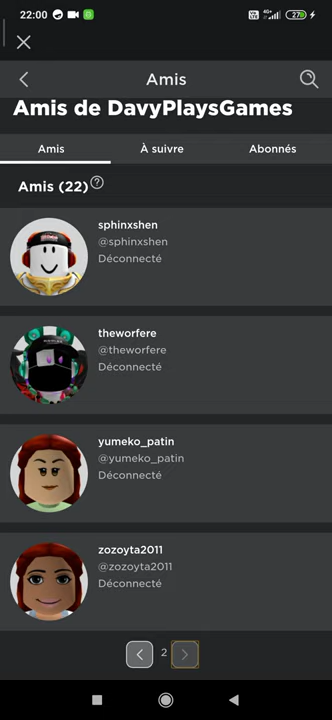 22:00
4G+
27
Amis
Amis de DavyPlaysGames
Amis
À suivre
Abonnés
Amis (22)
?
sphinxshen
@sphinxshen
Déconnecté
theworfere
@theworfere
Déconnecté
yumeko_patin
@yumeko_patin
Déconnecté
zozoyta2011
@zozoyta2011
Déconnecté
2